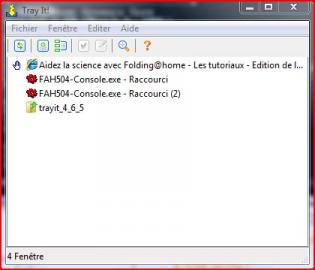 Tray It!
Fichier Fenêtre Editer Aide
Aidez la science avec Folding@home - Les tutoriaux - Edition de l...
FAH504-Console.exe - Raccourci
FAH504-Console.exe - Raccourci (2)
trayit_4_6_5
4 Fenêtre